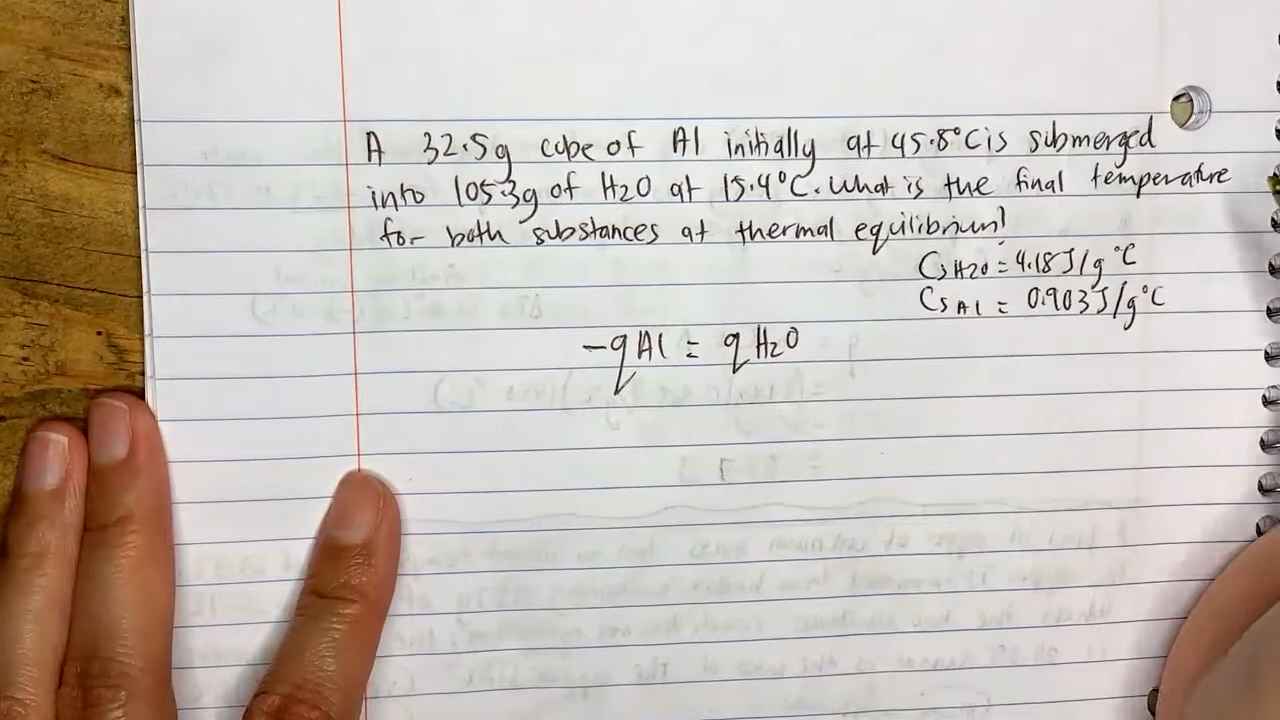 A 32.5g cube of Al initially at 45.8°C is submerged
into 105.3g of H2O at 15.4°C. What is the final temperature
for both substances at thermal equilibrium?
Cs H2O = 4.18 J/g °C
Cs Al = 0.903 J/g °C
-q Al = q H2O